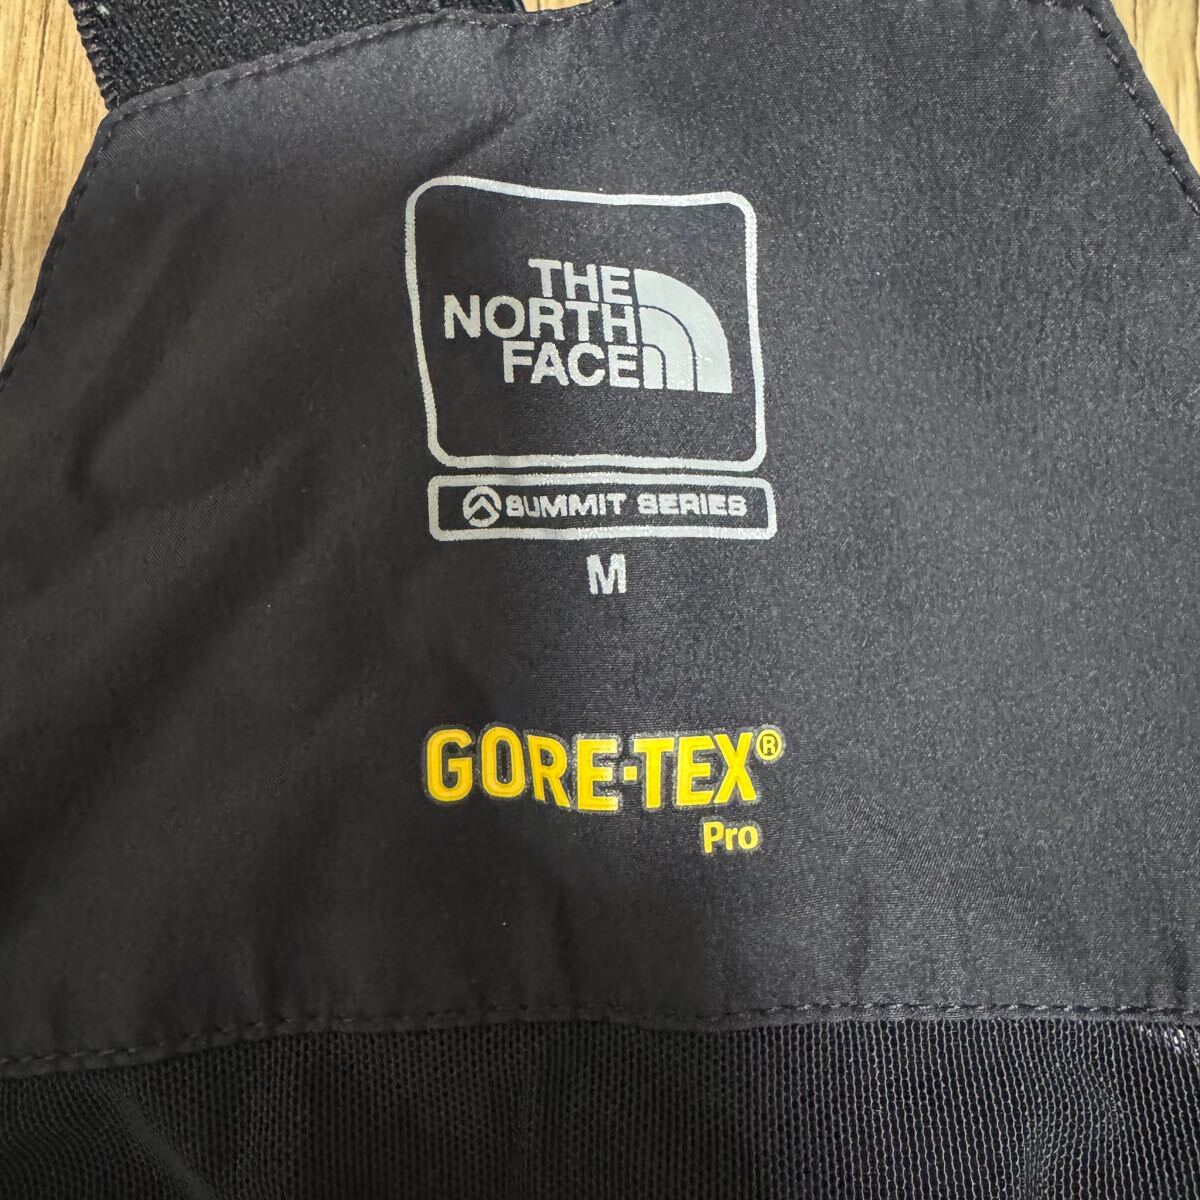 THE
NORTH
FACE
SUMMIT SERIES
M
GORE-TEX®
Pro